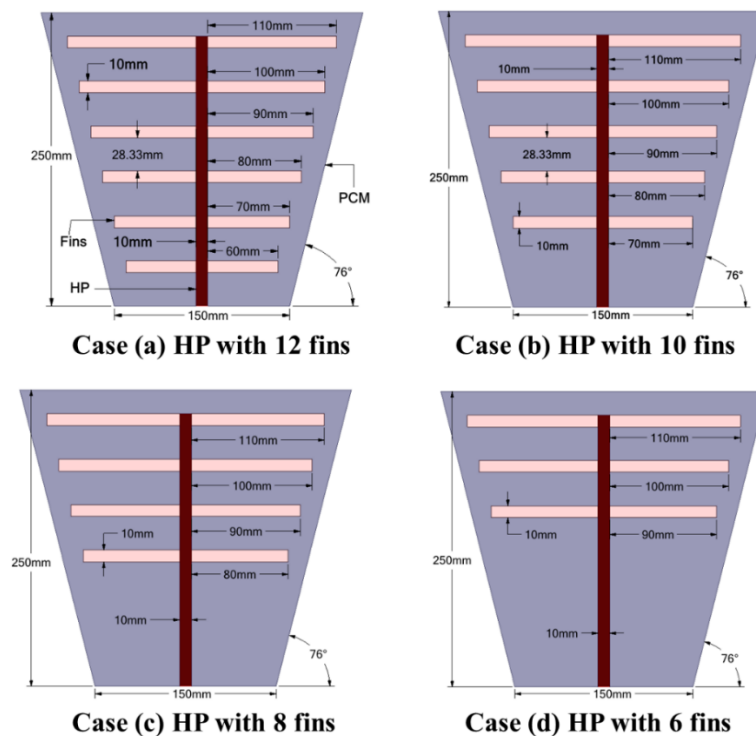 110mm
10mm
100mm
90mm
250mm
28.33mm
80mm
PCM
70mm
Fins
10mm
60mm
HP
76°
150mm
Case (a) HP with 12 fins
10mm
110mm
100mm
28.33mm
90mm
250mm
80mm
10mm
70mm
76°
150mm
Case (b) HP with 10 fins
110mm
100mm
90mm
10mm
250mm
80mm
10mm
76°
150mm
Case (c) HP with 8 fins
110mm
100mm
10mm
90mm
250mm
10mm
76°
150mm
Case (d) HP with 6 fins